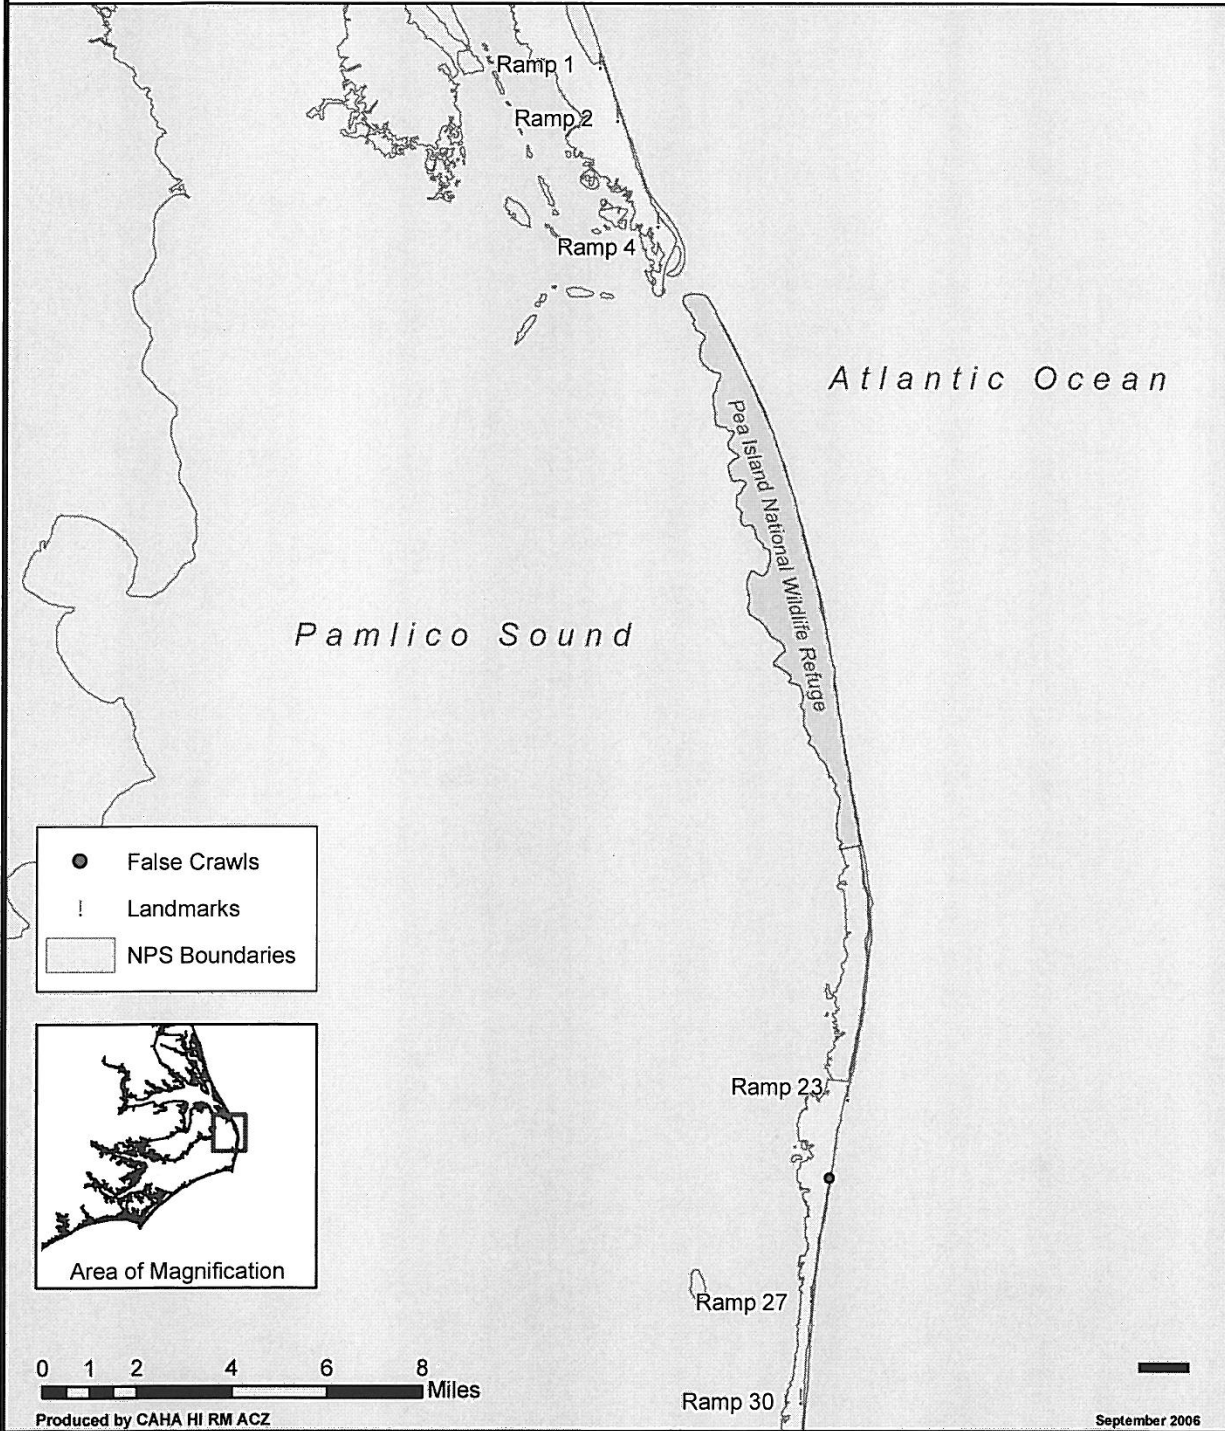 Ramp 1
Ramp 2
Ramp 4
Atlantic Ocean
Pea Island National Wildlife Refuge
Pamlico Sound
False Crawls
! Landmarks
NPS Boundaries
Ramp 23
Area of Magnification
Ramp 27
0 1 2 4 6 8
Miles
Ramp 30
Produced by CAHA HI RM ACZ
September 2006